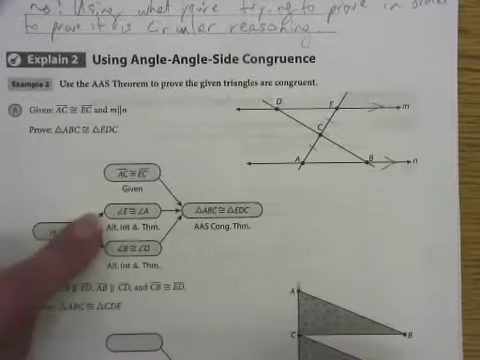 no! Using what you're trying to prove in order
to prove it is circular reasoning.
Explain 2 Using Angle-Angle-Side Congruence
Example 2 Use the AAS Theorem to prove the given triangles are congruent.
A Given: AC ≅ EC and m∥n
Prove: △ABC ≅ △EDC
D E m
C
A B n
AC ≅ EC
Given
∠E ≅ ∠A
Alt. Int ∡. Thm.
△ABC ≅ △EDC
AAS Cong. Thm.
∠B ≅ ∠D
Alt. Int ∡. Thm.
ED, AB ∥ CD, and CB ≅ ED.
△ABC ≅ △CDE
A
C B